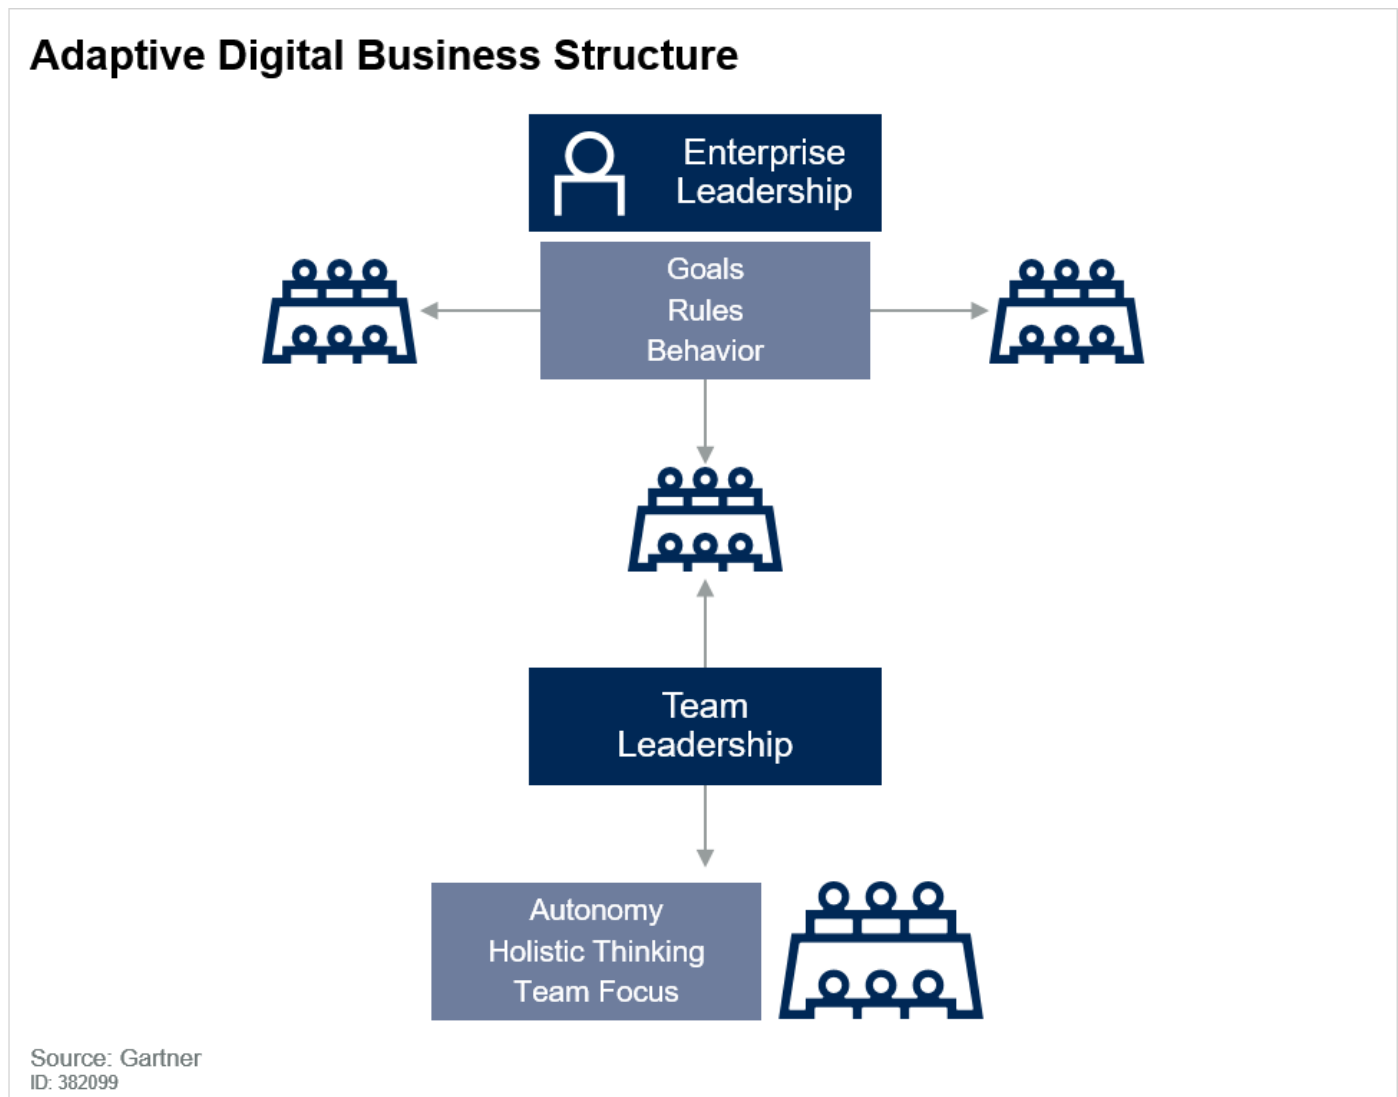 Adaptive Digital Business Structure
Enterprise
Leadership
Goals
Rules
Behavior
Team
Leadership
Autonomy
Holistic Thinking
Team Focus
Source: Gartner
ID: 382099